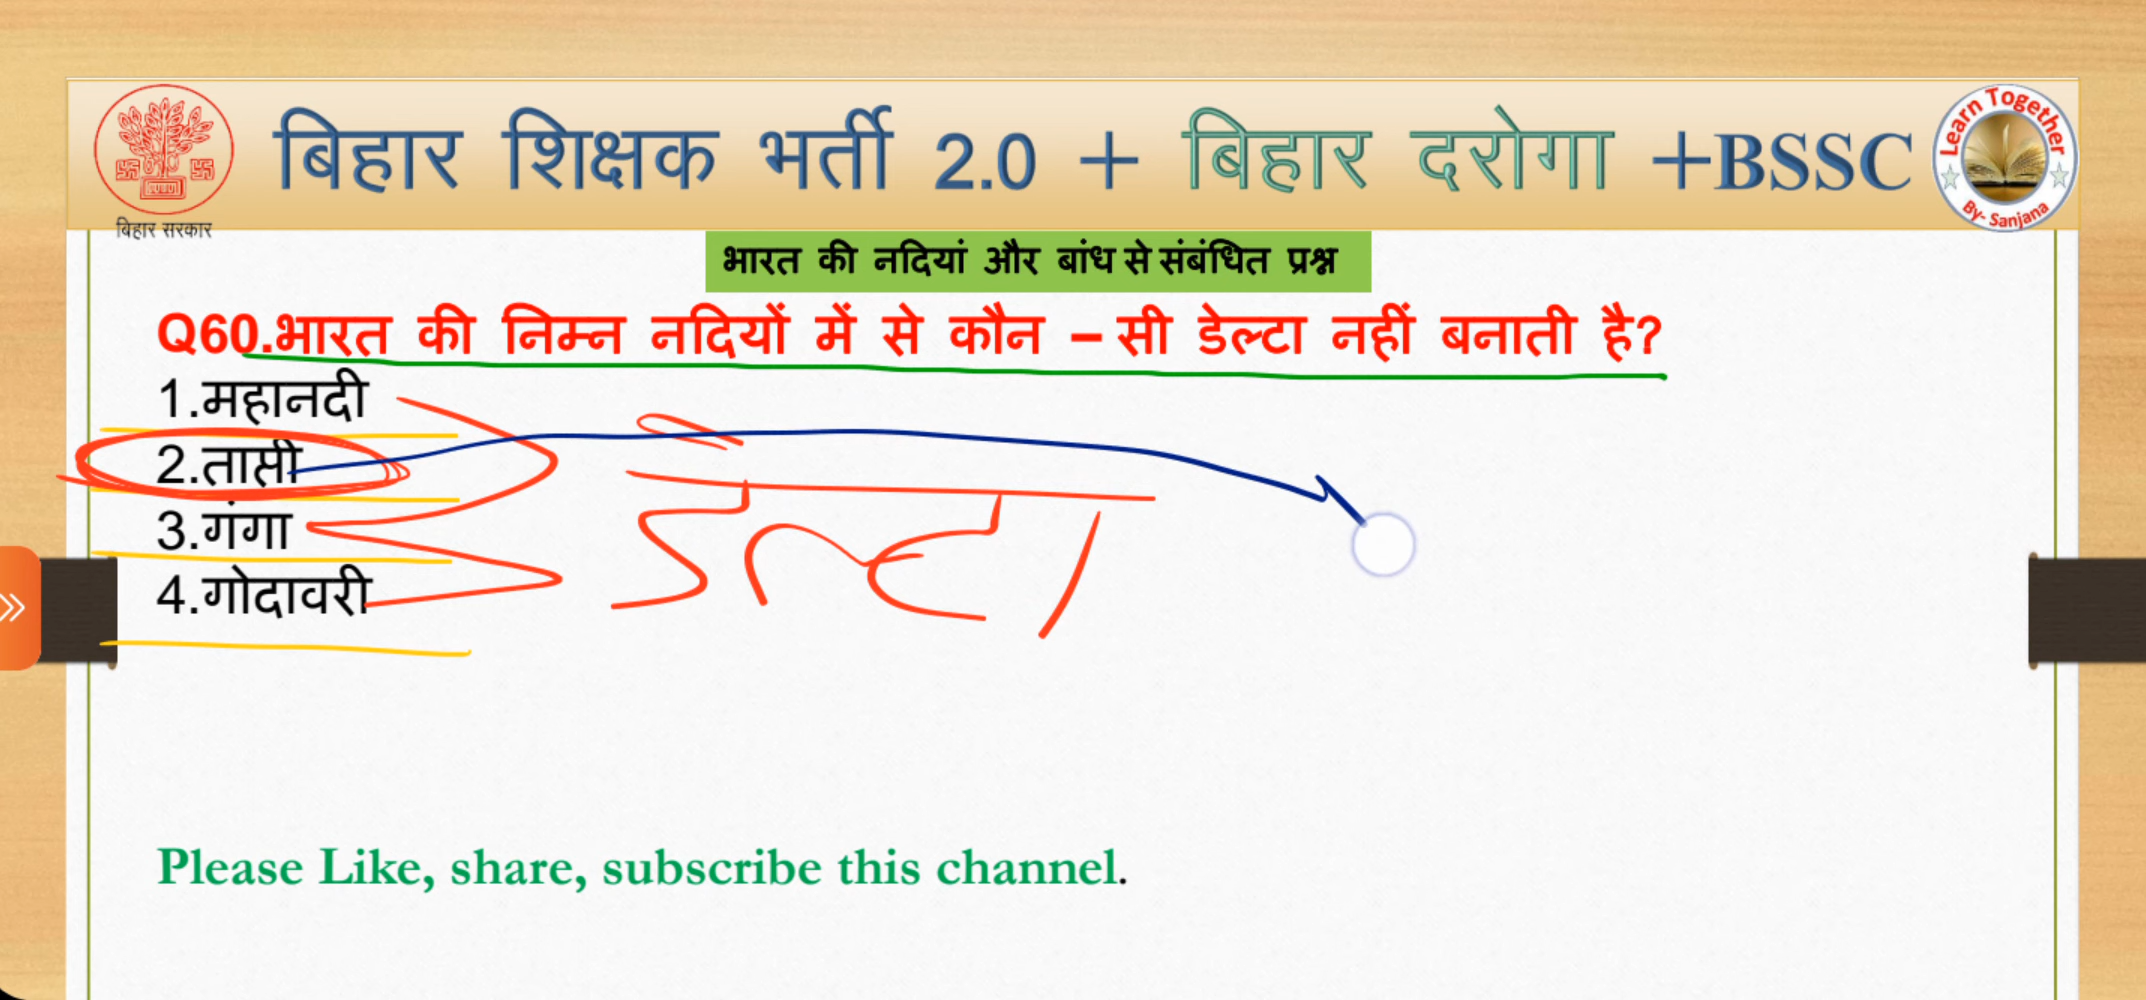 बिहार शिक्षक भर्ती 2.0 + बिहार दरोगा +BSSC
Learn Together
By- Sanjana
बिहार सरकार
भारत की नदियां और बांध से संबंधित प्रश्न
Q60.भारत की निम्न नदियों में से कौन – सी डेल्टा नहीं बनाती है?
1.महानदी
2.ताप्ती
3.गंगा
4.गोदावरी
Please Like, share, subscribe this channel.